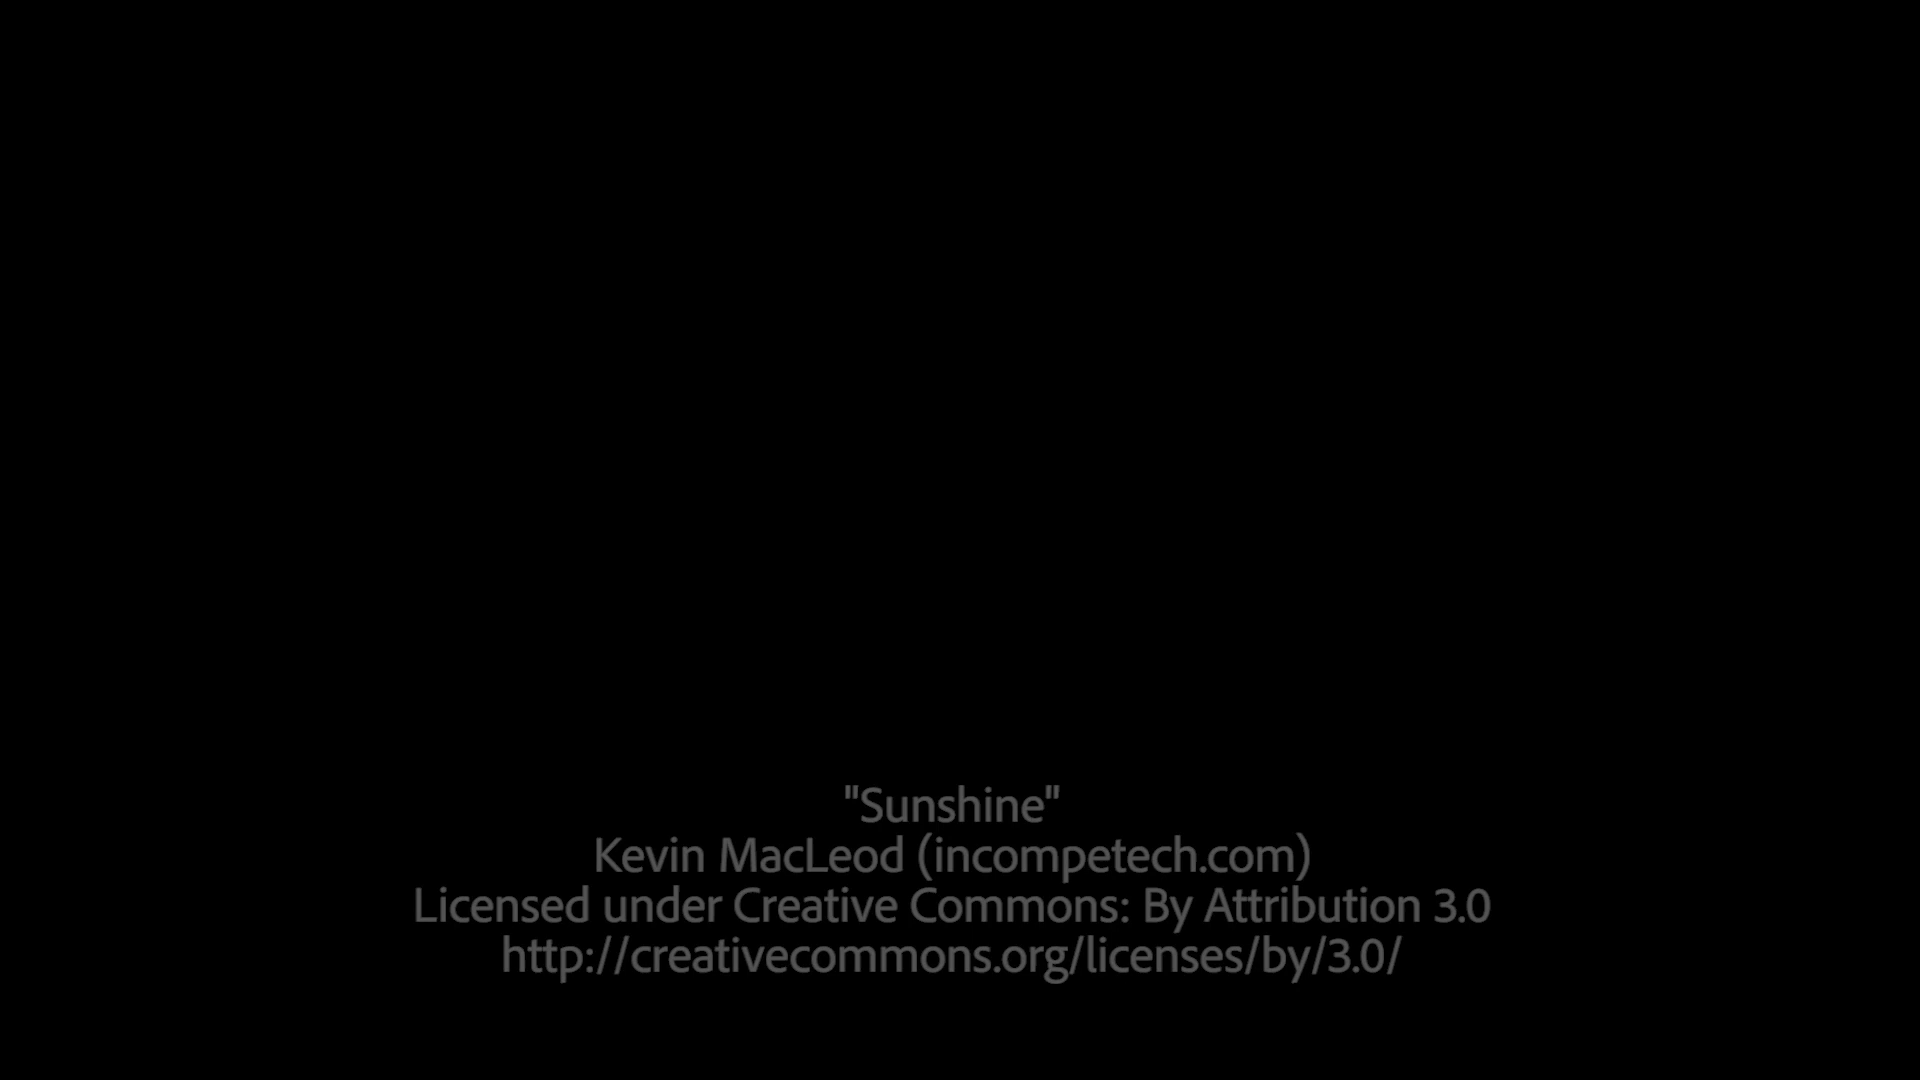 "Sunshine"
Kevin MacLeod (incompetech.com)
Licensed under Creative Commons: By Attribution 3.0
http://creativecommons.org/licenses/by/3.0/